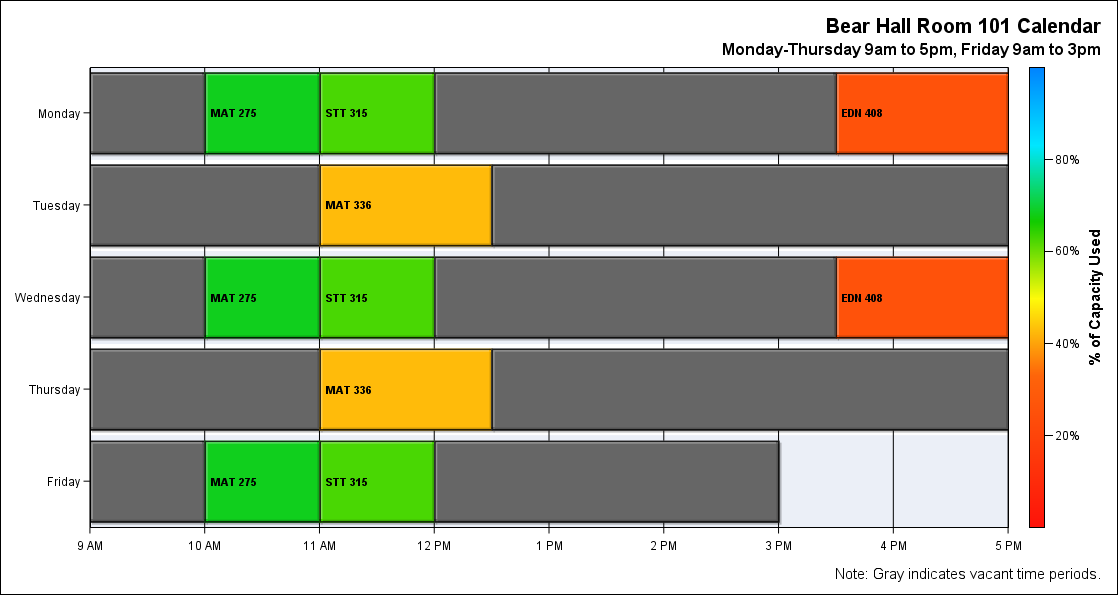 Bear Hall Room 101 Calendar
Monday-Thursday 9am to 5pm, Friday 9am to 3pm
Monday
MAT 275
STT 315
EDN 408
Tuesday
MAT 336
Wednesday
MAT 275
STT 315
EDN 408
Thursday
MAT 336
Friday
MAT 275
STT 315
9 AM
10 AM
11 AM
12 PM
1 PM
2 PM
3 PM
4 PM
5 PM
80%
60%
40%
20%
% of Capacity Used
Note: Gray indicates vacant time periods.